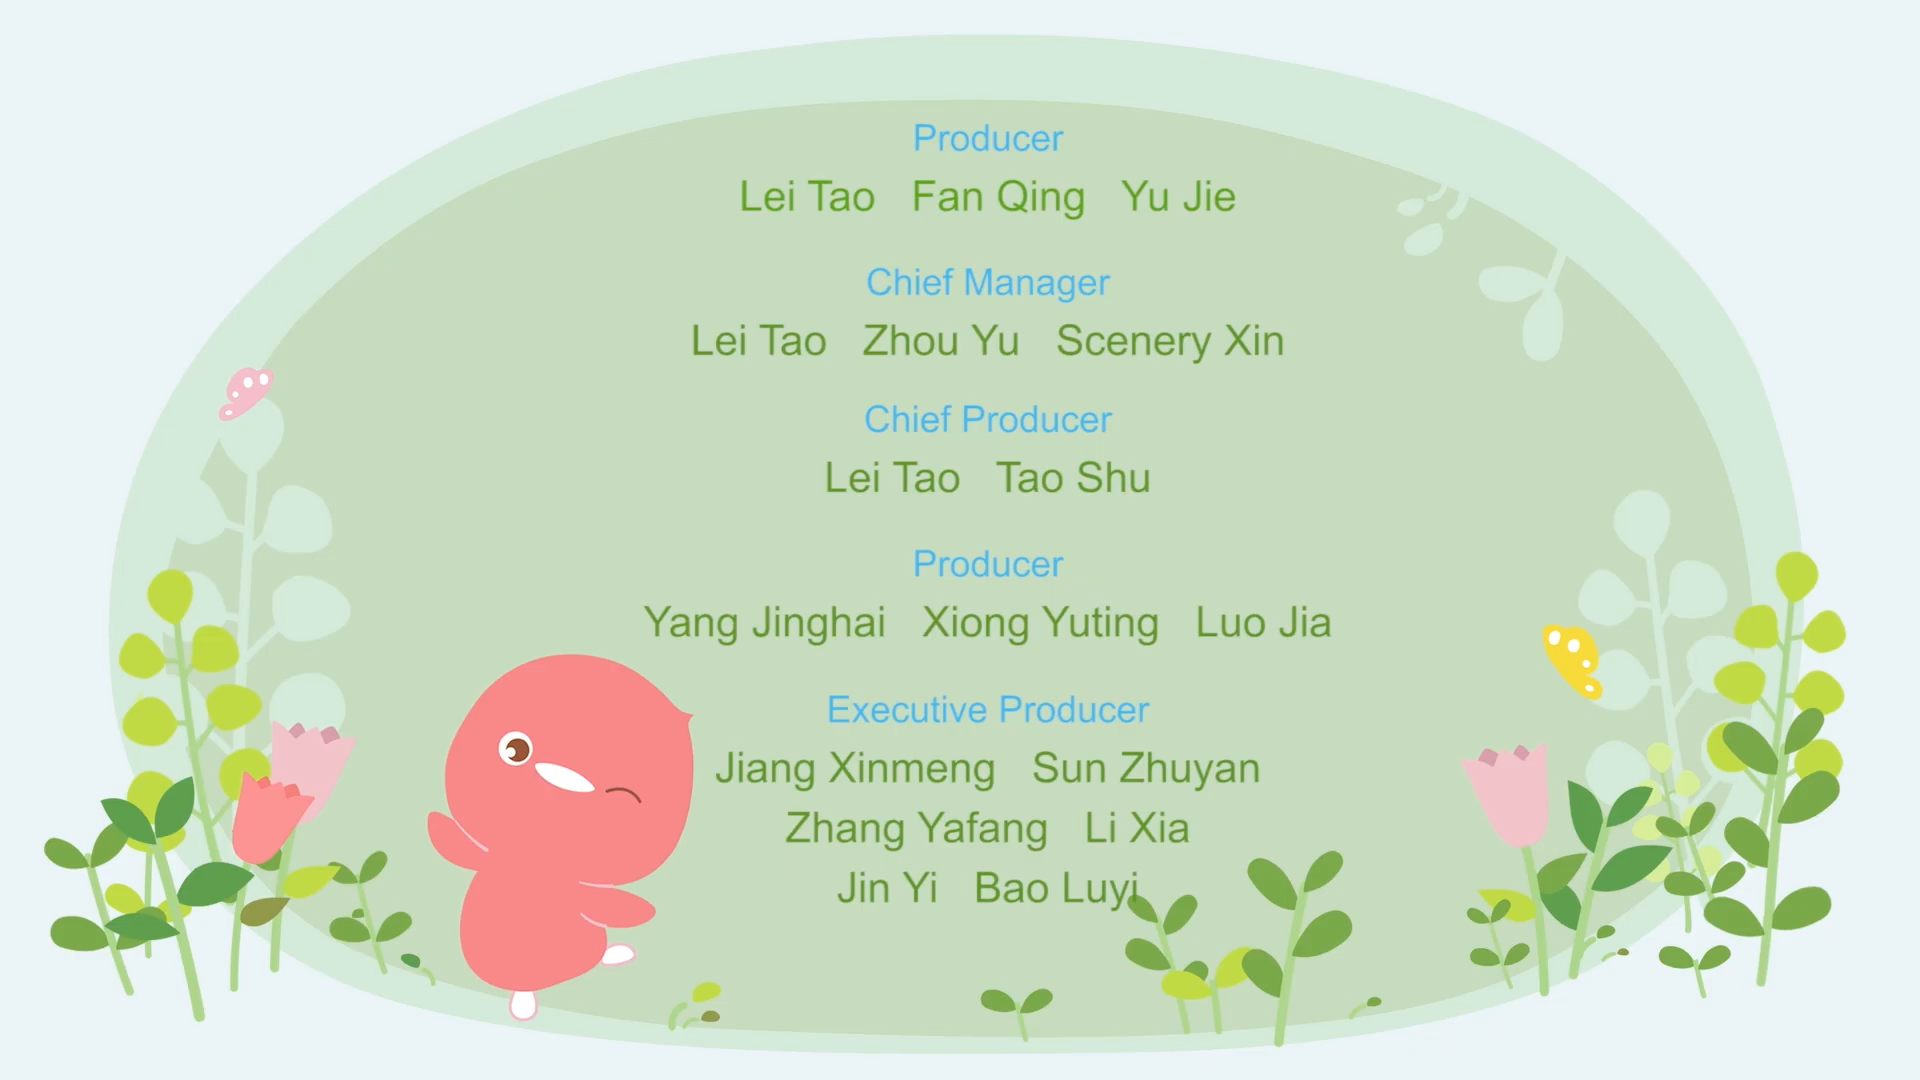 Producer
Lei Tao Fan Qing Yu Jie
Chief Manager
Lei Tao Zhou Yu Scenery Xin
Chief Producer
Lei Tao Tao Shu
Producer
Yang Jinghai Xiong Yuting Luo Jia
Executive Producer
Jiang Xinmeng Sun Zhuyan
Zhang Yafang Li Xia
Jin Yi Bao Luyi